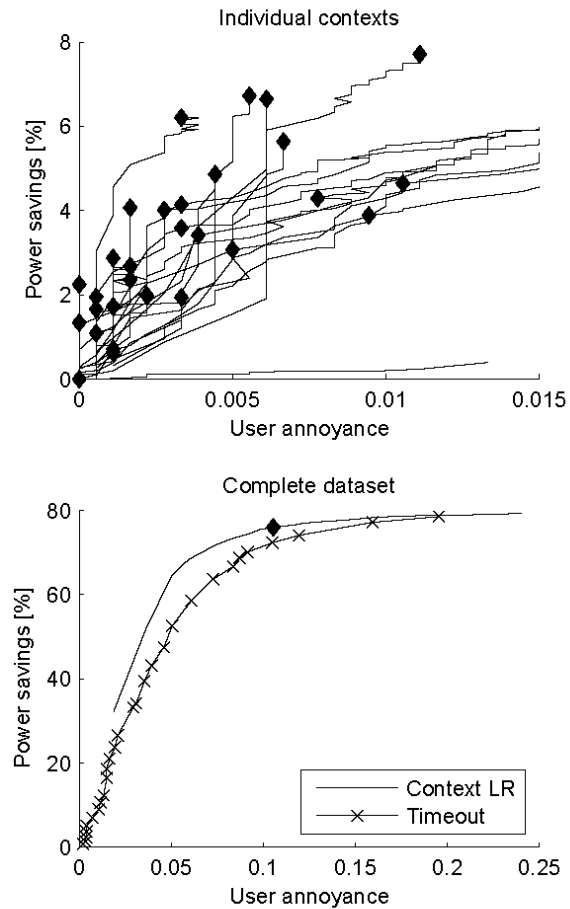 Individual contexts
8
6
4
2
0
Power savings [%]
0 0.005 0.01 0.015
User annoyance
Complete dataset
80
60
40
20
0
Power savings [%]
Context LR
Timeout
0 0.05 0.1 0.15 0.2 0.25
User annoyance